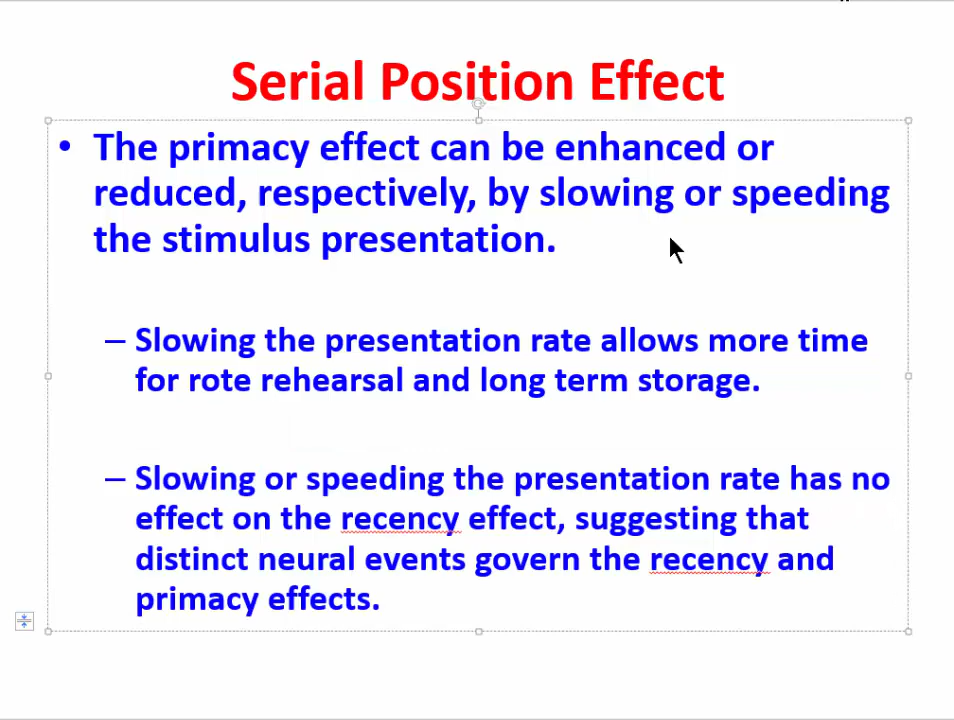 Serial Position Effect
• The primacy effect can be enhanced or
reduced, respectively, by slowing or speeding
the stimulus presentation.
– Slowing the presentation rate allows more time
for rote rehearsal and long term storage.
– Slowing or speeding the presentation rate has no
effect on the recency effect, suggesting that
distinct neural events govern the recency and
primacy effects.